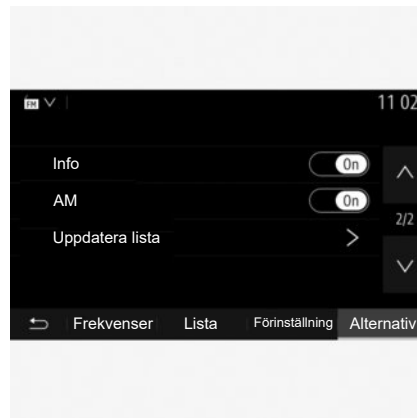 FM 11 02
Info On
AM On
2/2
Uppdatera lista
Frekvenser Lista Förinställning Alternativ